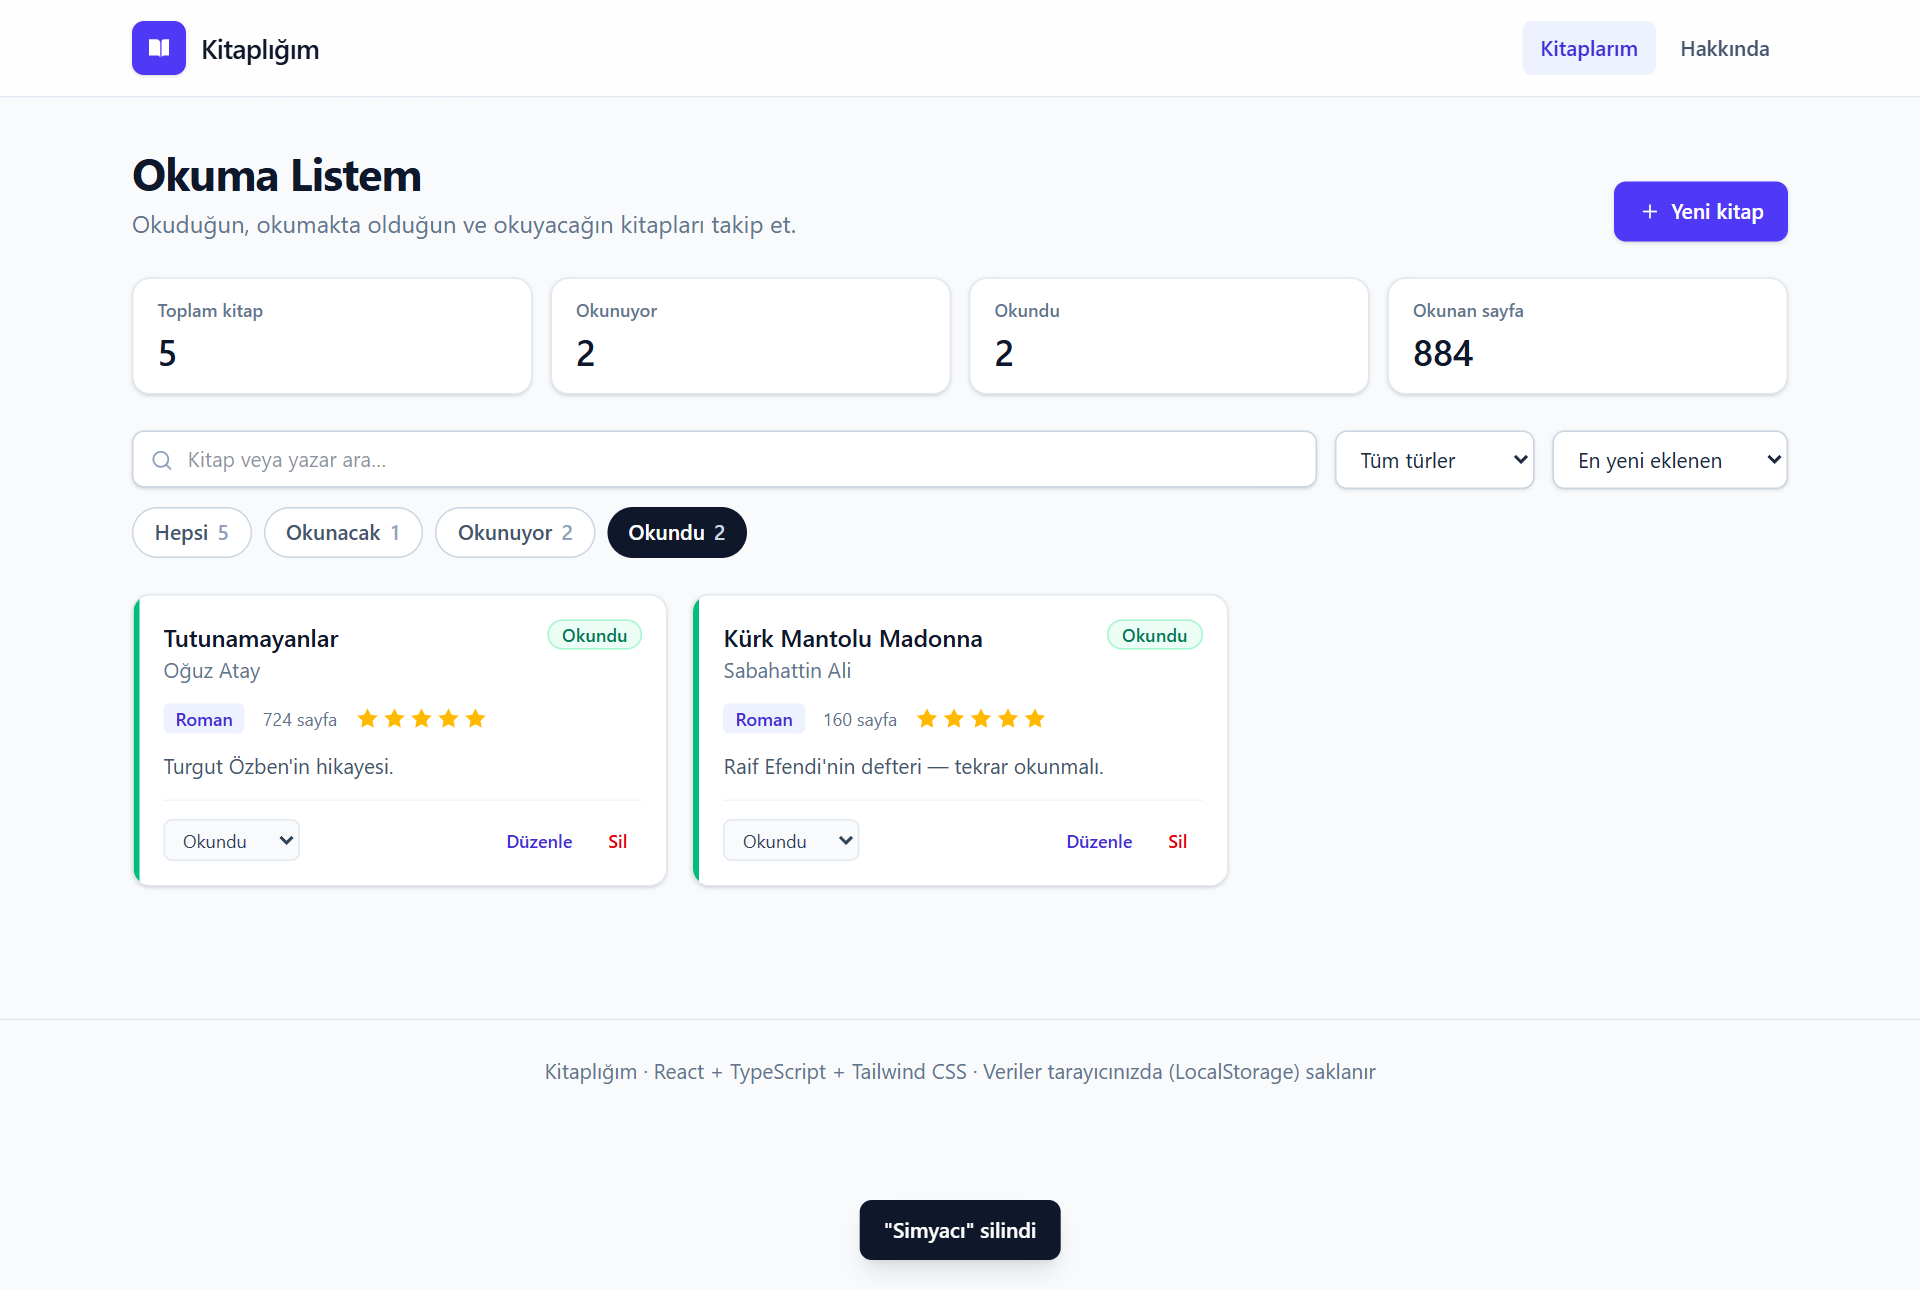 Kitaplığım
Kitaplarım
Hakkında
Okuma Listem
Okuduğun, okumakta olduğun ve okuyacağın kitapları takip et.
+ Yeni kitap
Toplam kitap
5
Okunuyor
2
Okundu
2
Okunan sayfa
884
Kitap veya yazar ara...
Tüm türler
En yeni eklenen
Hepsi 5
Okunacak 1
Okunuyor 2
Okundu 2
Tutunamayanlar
Okundu
Oğuz Atay
Roman 724 sayfa
Turgut Özben'in hikayesi.
Okundu
Düzenle
Sil
Kürk Mantolu Madonna
Okundu
Sabahattin Ali
Roman 160 sayfa
Raif Efendi'nin defteri — tekrar okunmalı.
Okundu
Düzenle
Sil
Kitaplığım · React + TypeScript + Tailwind CSS · Veriler tarayıcınızda (LocalStorage) saklanır
"Simyacı" silindi